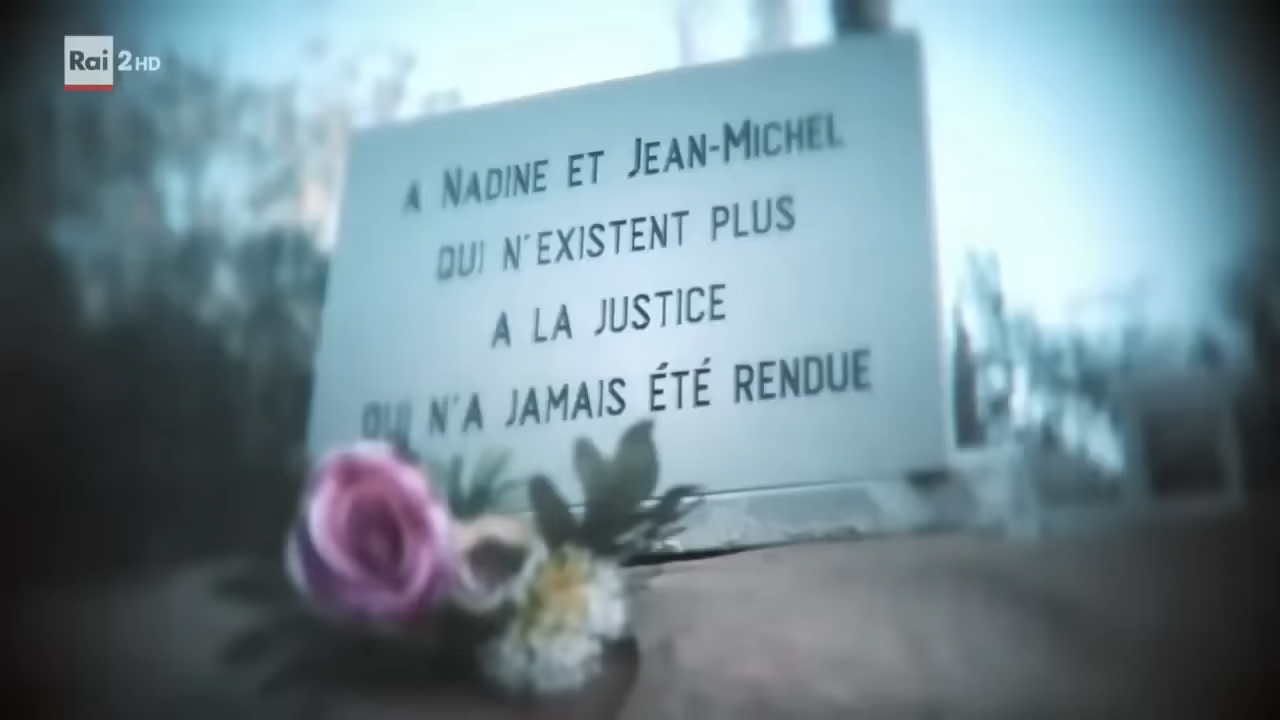 Rai 2HD
A NADINE ET JEAN-MICHEL
QUI N'EXISTENT PLUS
A LA JUSTICE
QUI N'A JAMAIS ÉTÉ RENDUE